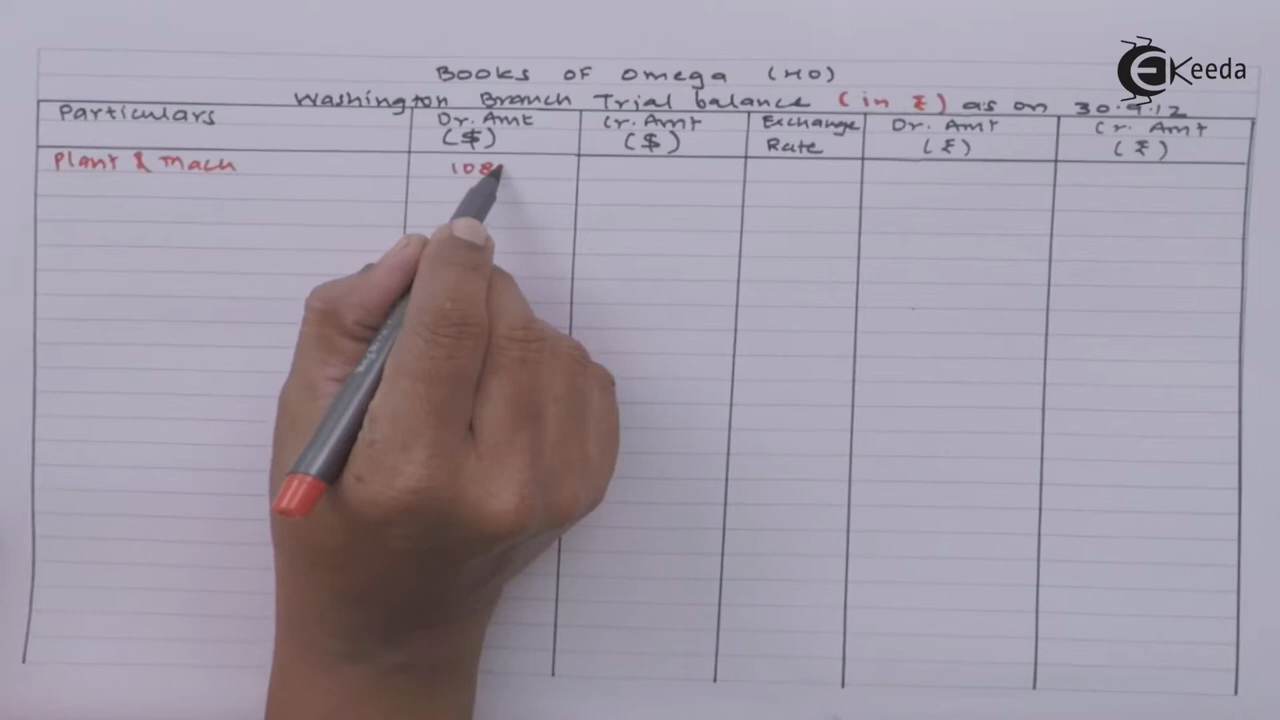 Books OF Omega (HO)
Washington Branch Trial balance (in ₹) as on 30.9.12
Particulars Dr. Amt ($) Cr. Amt ($) Exchange Rate Dr. Amt (₹) Cr. Amt (₹)
Plant & Mach 108
Keeda